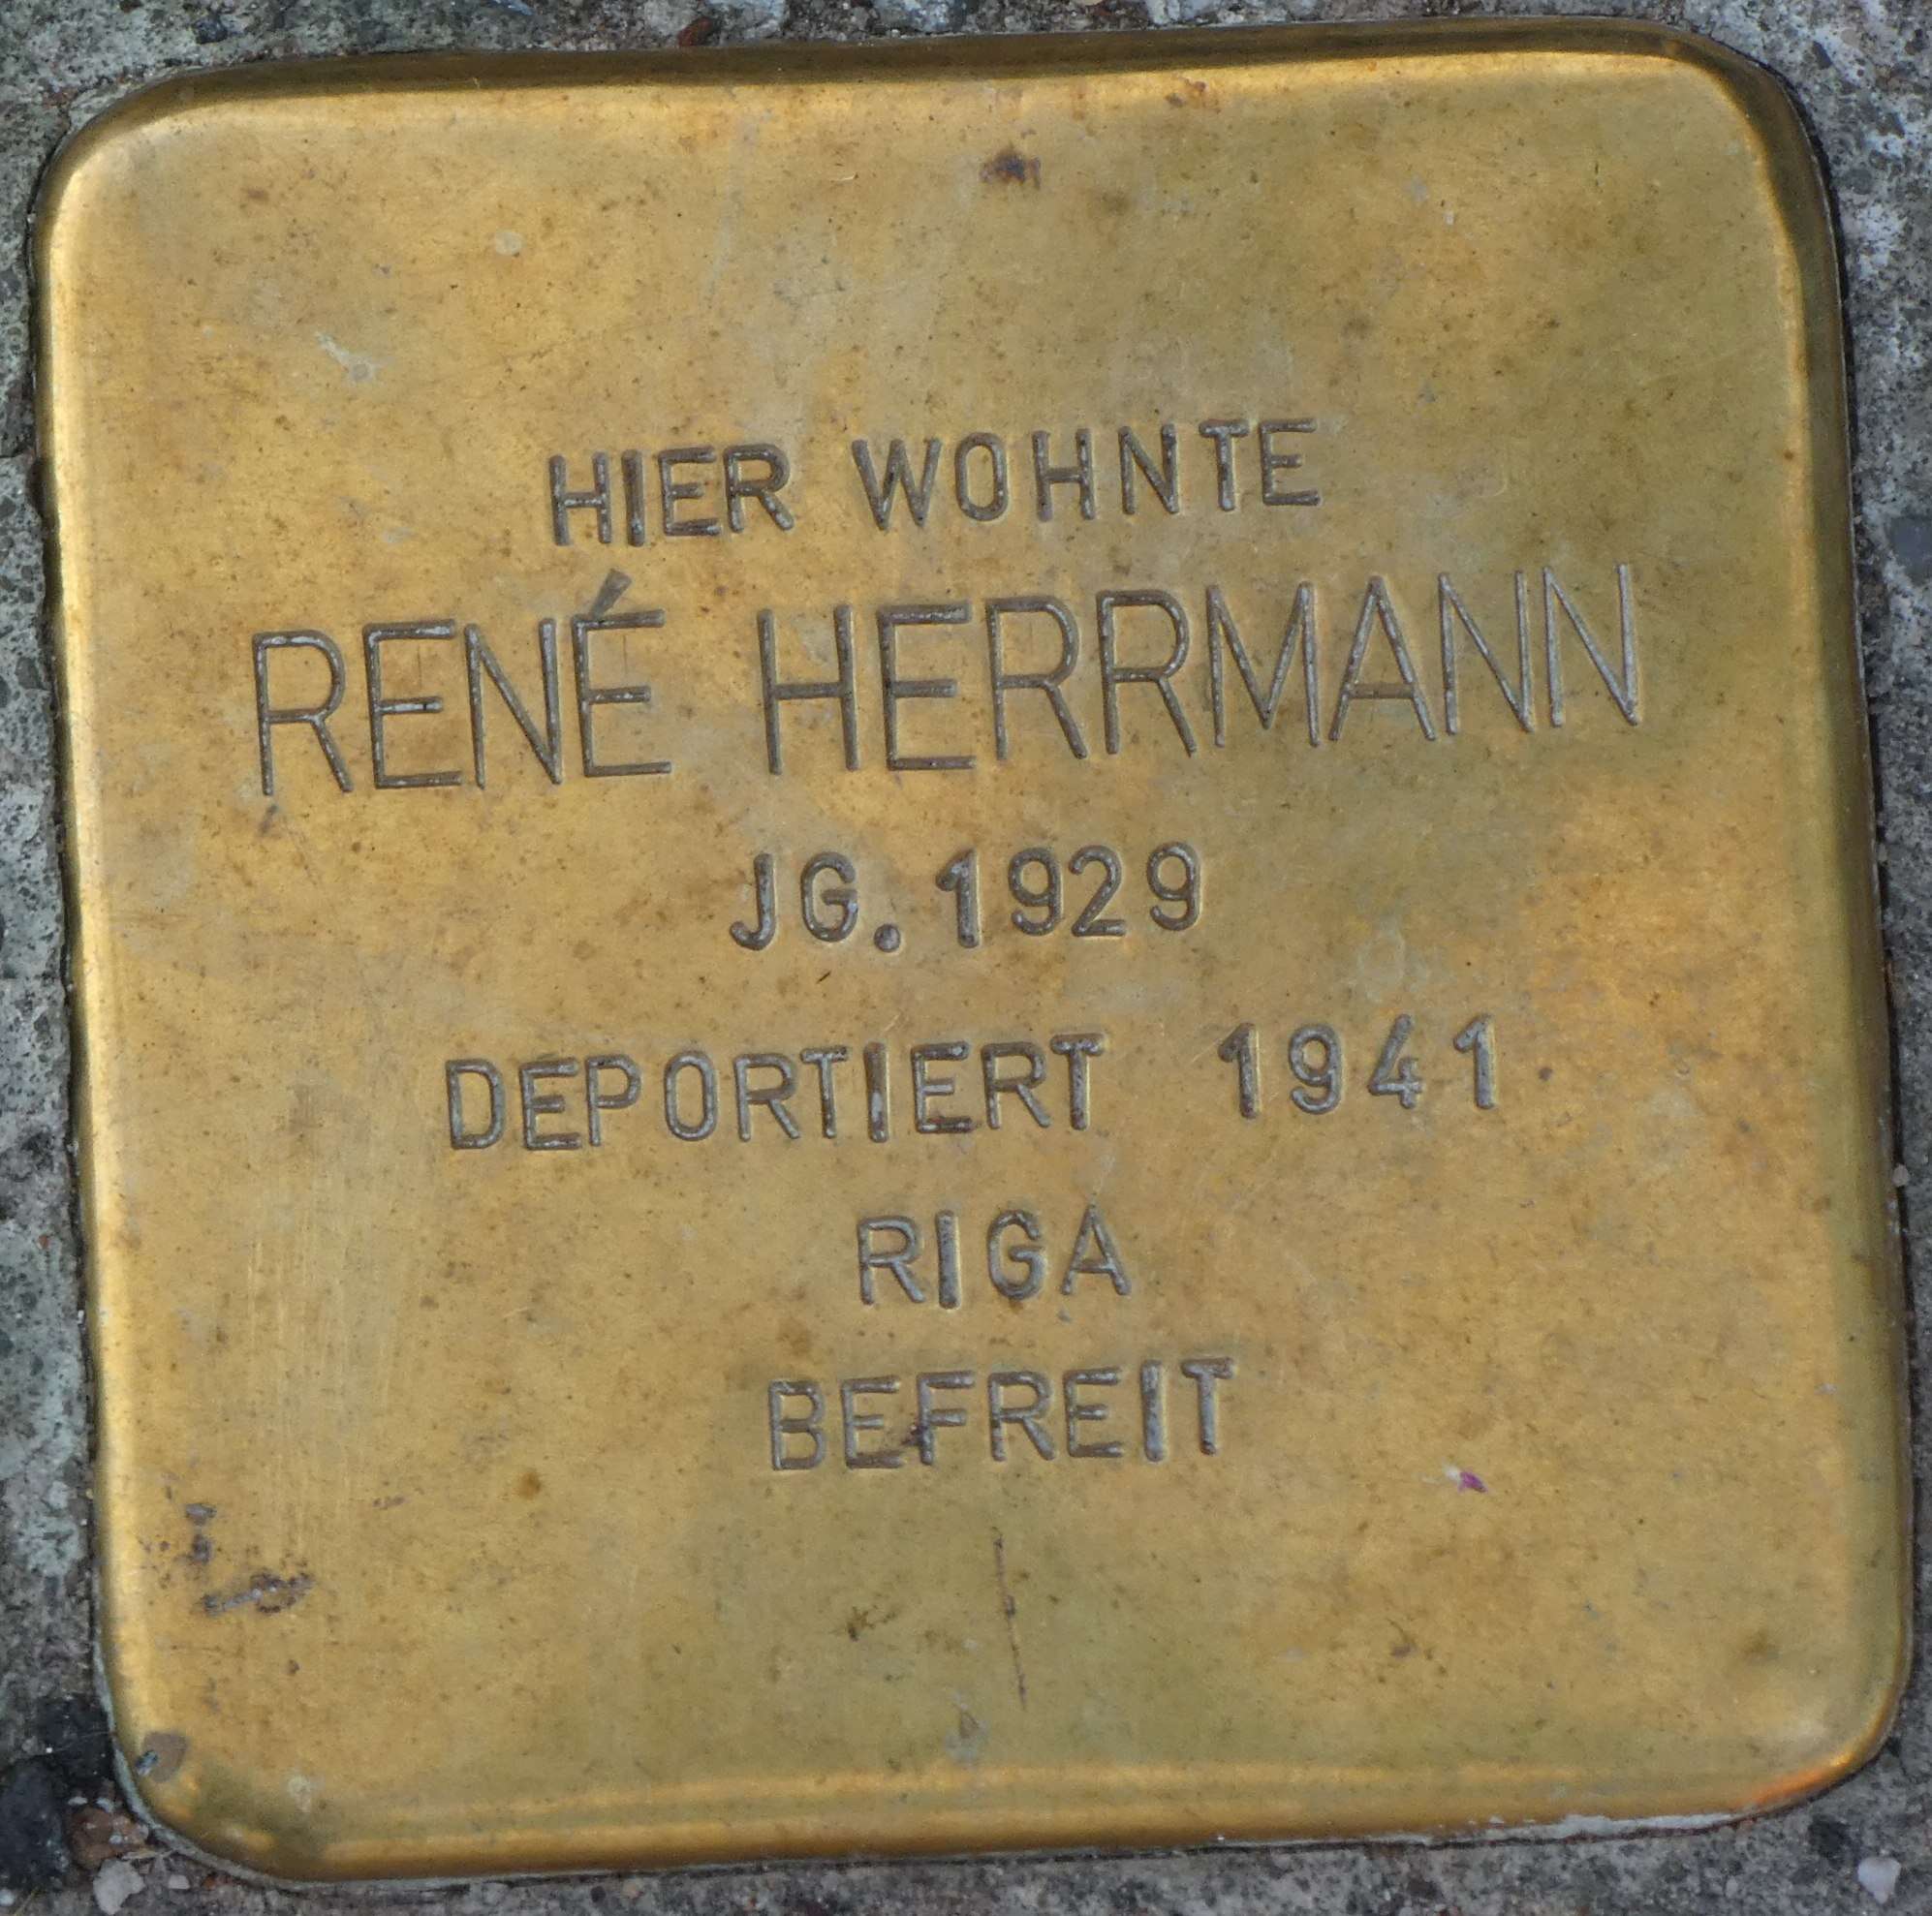 HIER WOHNTE
RENÉ HERRMANN
JG. 1929
DEPORTIERT 1941
RIGA
BEFREIT